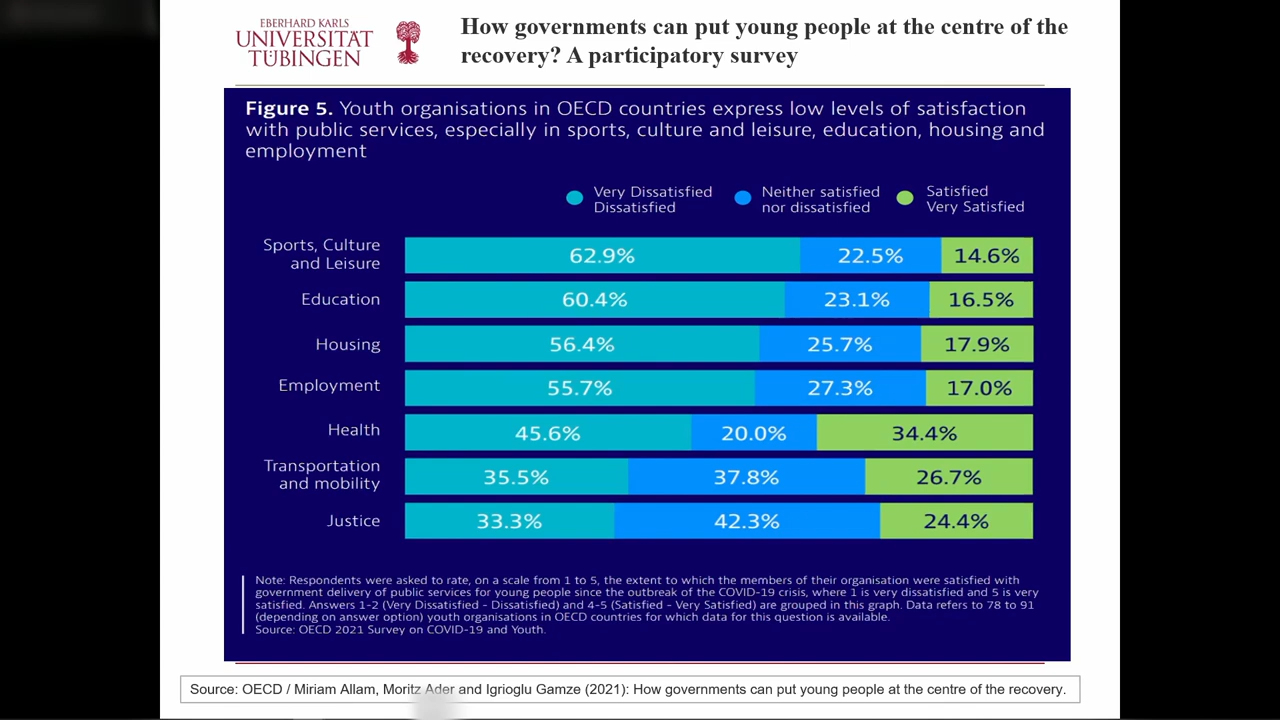 EBERHARD KARLS
UNIVERSITÄT
TÜBINGEN
How governments can put young people at the centre of the
recovery? A participatory survey
Figure 5. Youth organisations in OECD countries express low levels of satisfaction
with public services, especially in sports, culture and leisure, education, housing and
employment
Very Dissatisfied
Dissatisfied
Neither satisfied
nor dissatisfied
Satisfied
Very Satisfied
Sports, Culture
and Leisure
62.9% 22.5% 14.6%
Education 60.4% 23.1% 16.5%
Housing 56.4% 25.7% 17.9%
Employment 55.7% 27.3% 17.0%
Health 45.6% 20.0% 34.4%
Transportation
and mobility
35.5% 37.8% 26.7%
Justice 33.3% 42.3% 24.4%
Note: Respondents were asked to rate, on a scale from 1 to 5, the extent to which the members of their organisation were satisfied with
government delivery of public services for young people since the outbreak of the COVID-19 crisis, where 1 is very dissatisfied and 5 is very
satisfied. Answers 1-2 (Very Dissatisfied - Dissatisfied) and 4-5 (Satisfied - Very Satisfied) are grouped in this graph. Data refers to 78 to 91
(depending on answer option) youth organisations in OECD countries for which data for this question is available.
Source: OECD 2021 Survey on COVID-19 and Youth.
Source: OECD / Miriam Allam, Moritz Ader and Igrioglu Gamze (2021): How governments can put young people at the centre of the recovery.